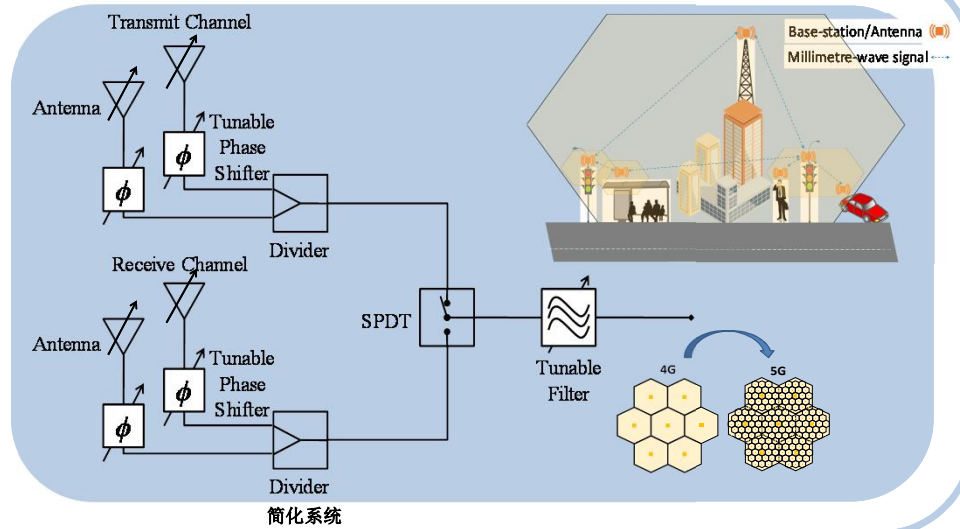 Transmit Channel
Antenna
Tunable
Phase
Shifter
ϕ
ϕ
Divider
Receive Channel
Antenna
Tunable
Phase
Shifter
ϕ
ϕ
Divider
SPDT
Tunable
Filter
Base-station/Antenna
Millimetre-wave signal
4G
5G
简化系统